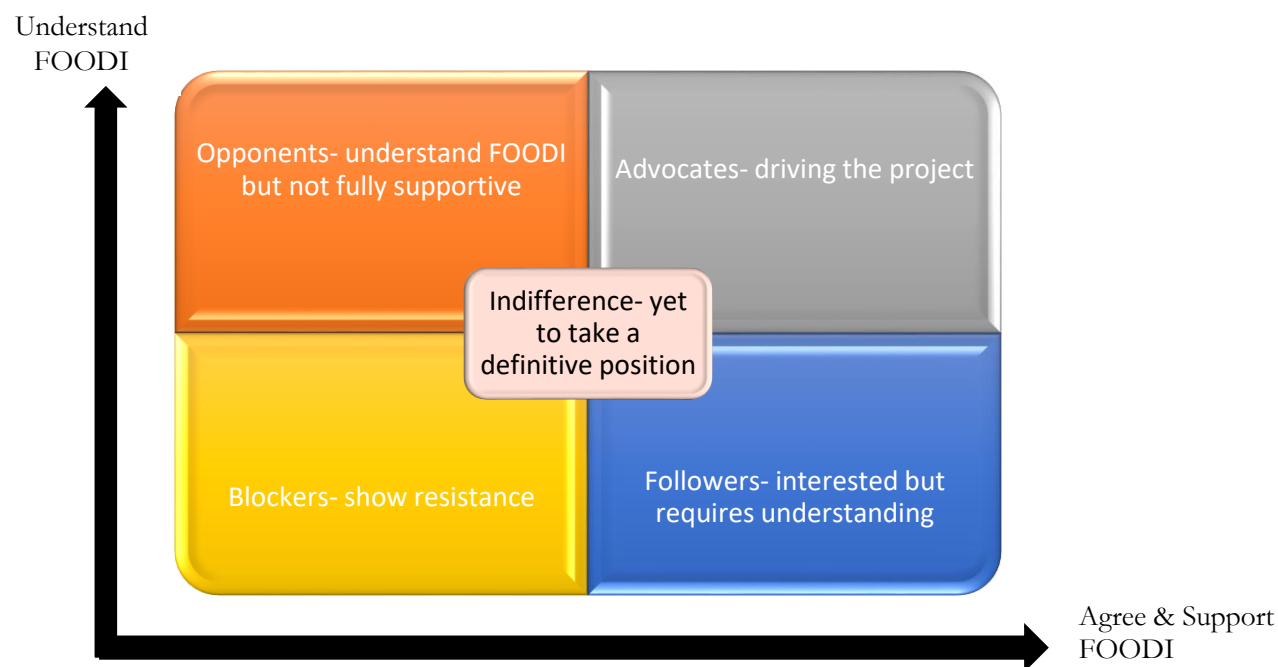 Understand
FOODI
Opponents- understand FOODI
but not fully supportive
Advocates- driving the project
Indifference- yet
to take a
definitive position
Blockers- show resistance
Followers- interested but
requires understanding
Agree & Support
FOODI